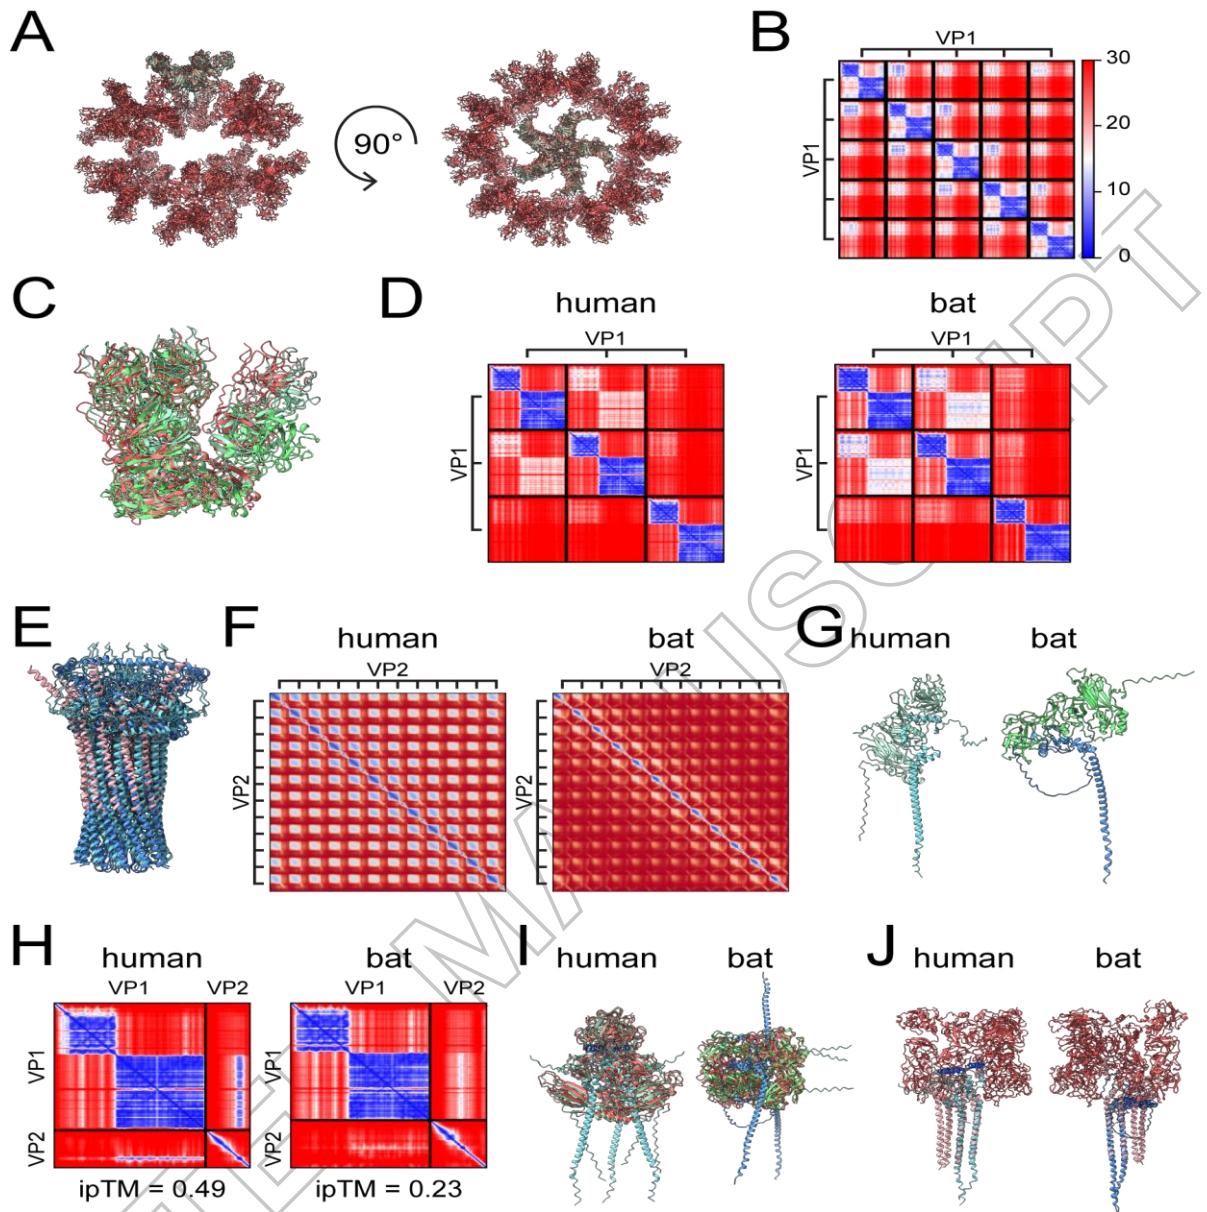 A
90°
B
VP1
VP1
30
20
10
0
C
D
human
bat
VP1
VP1
VP1
VP1
E
F
human
bat
VP2
VP2
VP2
VP2
G
human
bat
H
human
bat
VP1
VP2
VP1
VP2
VP1
VP2
VP1
VP2
ipTM = 0.49
ipTM = 0.23
I
human
bat
J
human
bat
TE MANUSCRIPT